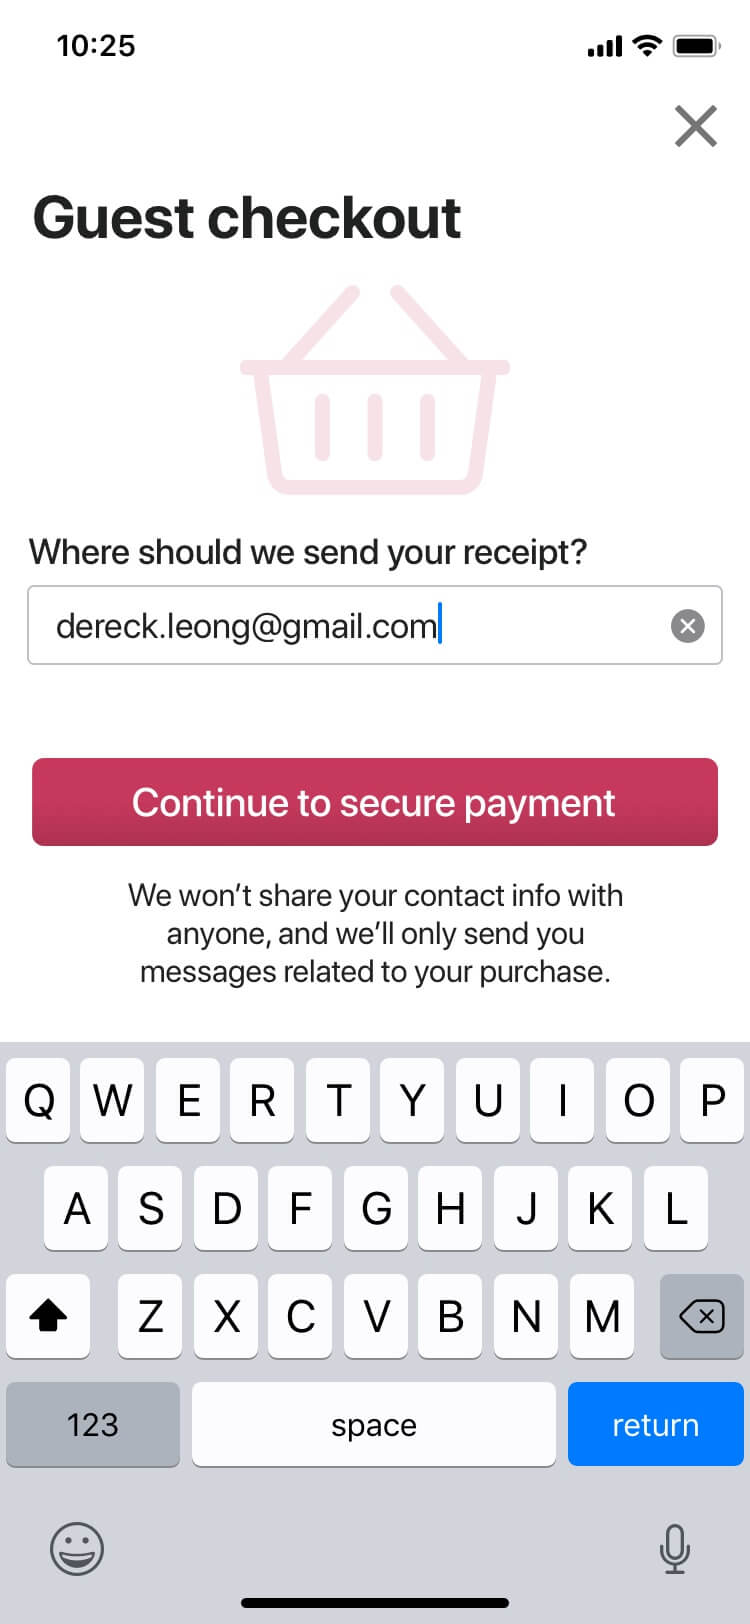 10:25
Guest checkout
Where should we send your receipt?
dereck.leong@gmail.com
Continue to secure payment
We won’t share your contact info with
anyone, and we’ll only send you
messages related to your purchase.
Q W E R T Y U I O P
A S D F G H J K L
Z X C V B N M
123 space return